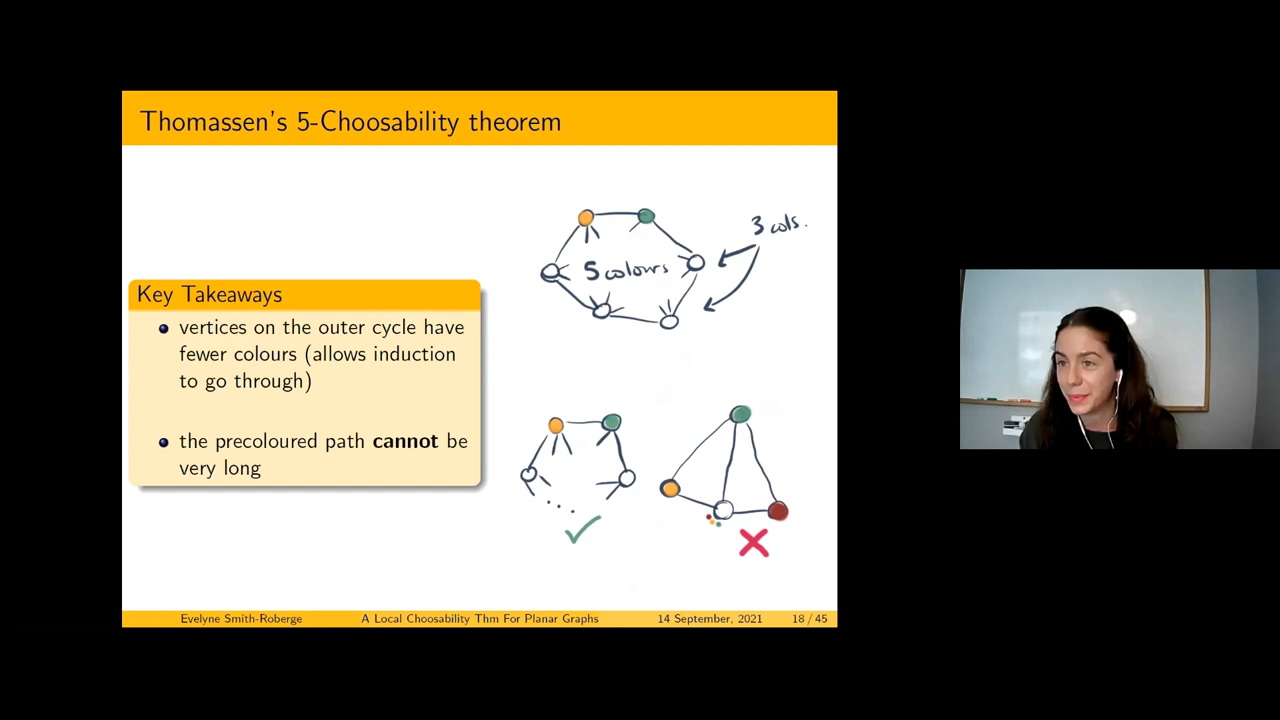 Thomassen's 5-Choosability theorem
3 cols.
5 colours
Key Takeaways
vertices on the outer cycle have
fewer colours (allows induction
to go through)
the precoloured path cannot be
very long
Evelyne Smith-Roberge A Local Choosability Thm For Planar Graphs 14 September, 2021 18 / 45